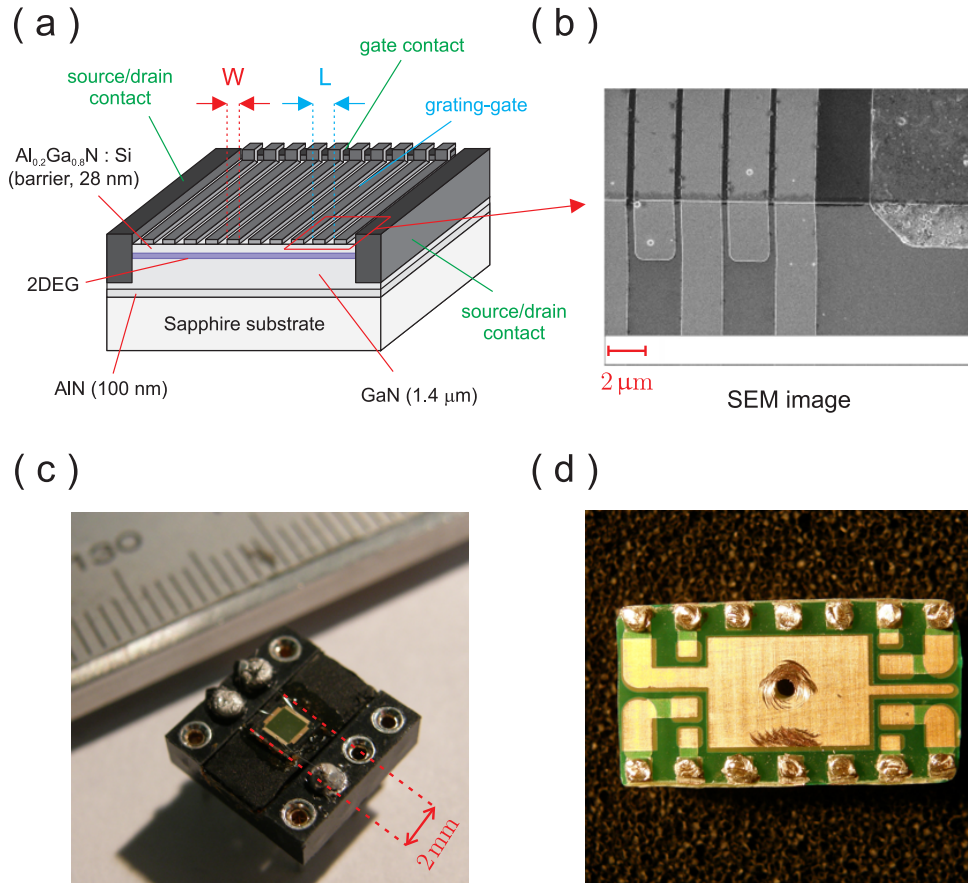 ( a )
( b )
gate contact
source/drain
contact
W
L
grating-gate
Al0.2Ga0.8N : Si
(barrier, 28 nm)
2DEG
Sapphire substrate
source/drain
contact
AlN (100 nm)
GaN (1.4 μm)
2 μm
SEM image
( c )
( d )
130
2mm